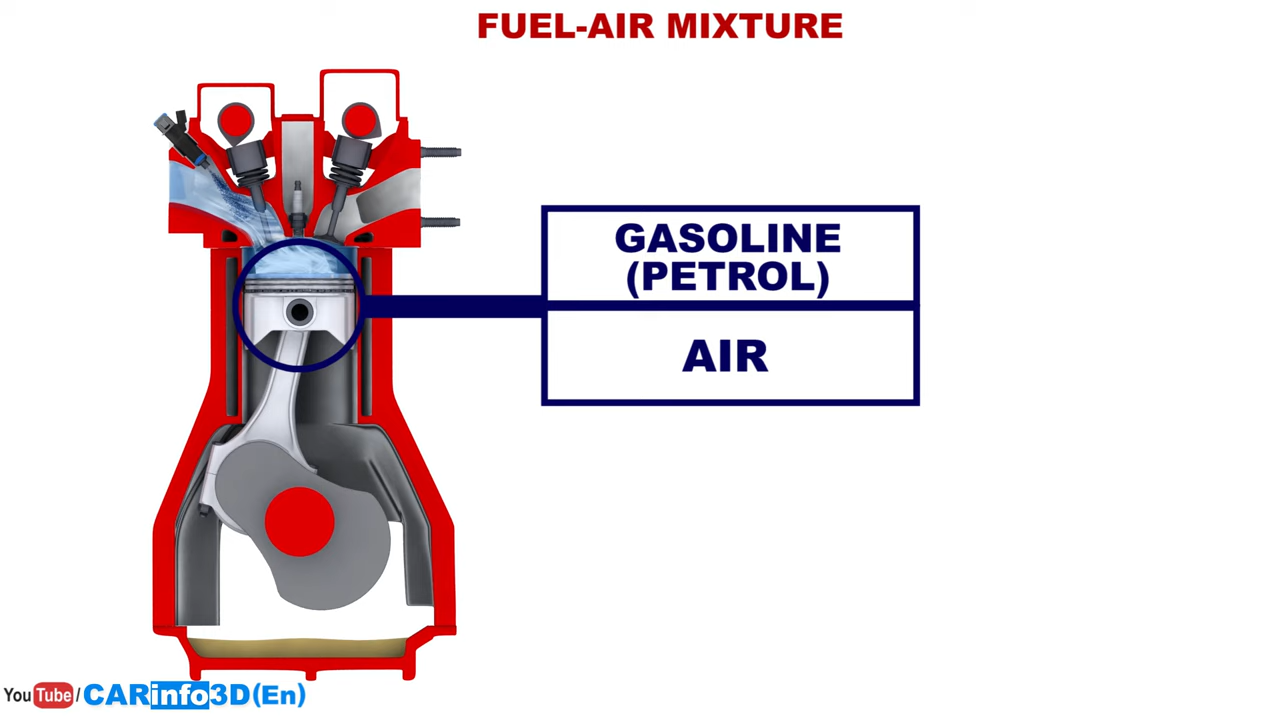 FUEL-AIR MIXTURE
GASOLINE
(PETROL)
AIR
YouTube/CARinfo3D(En)